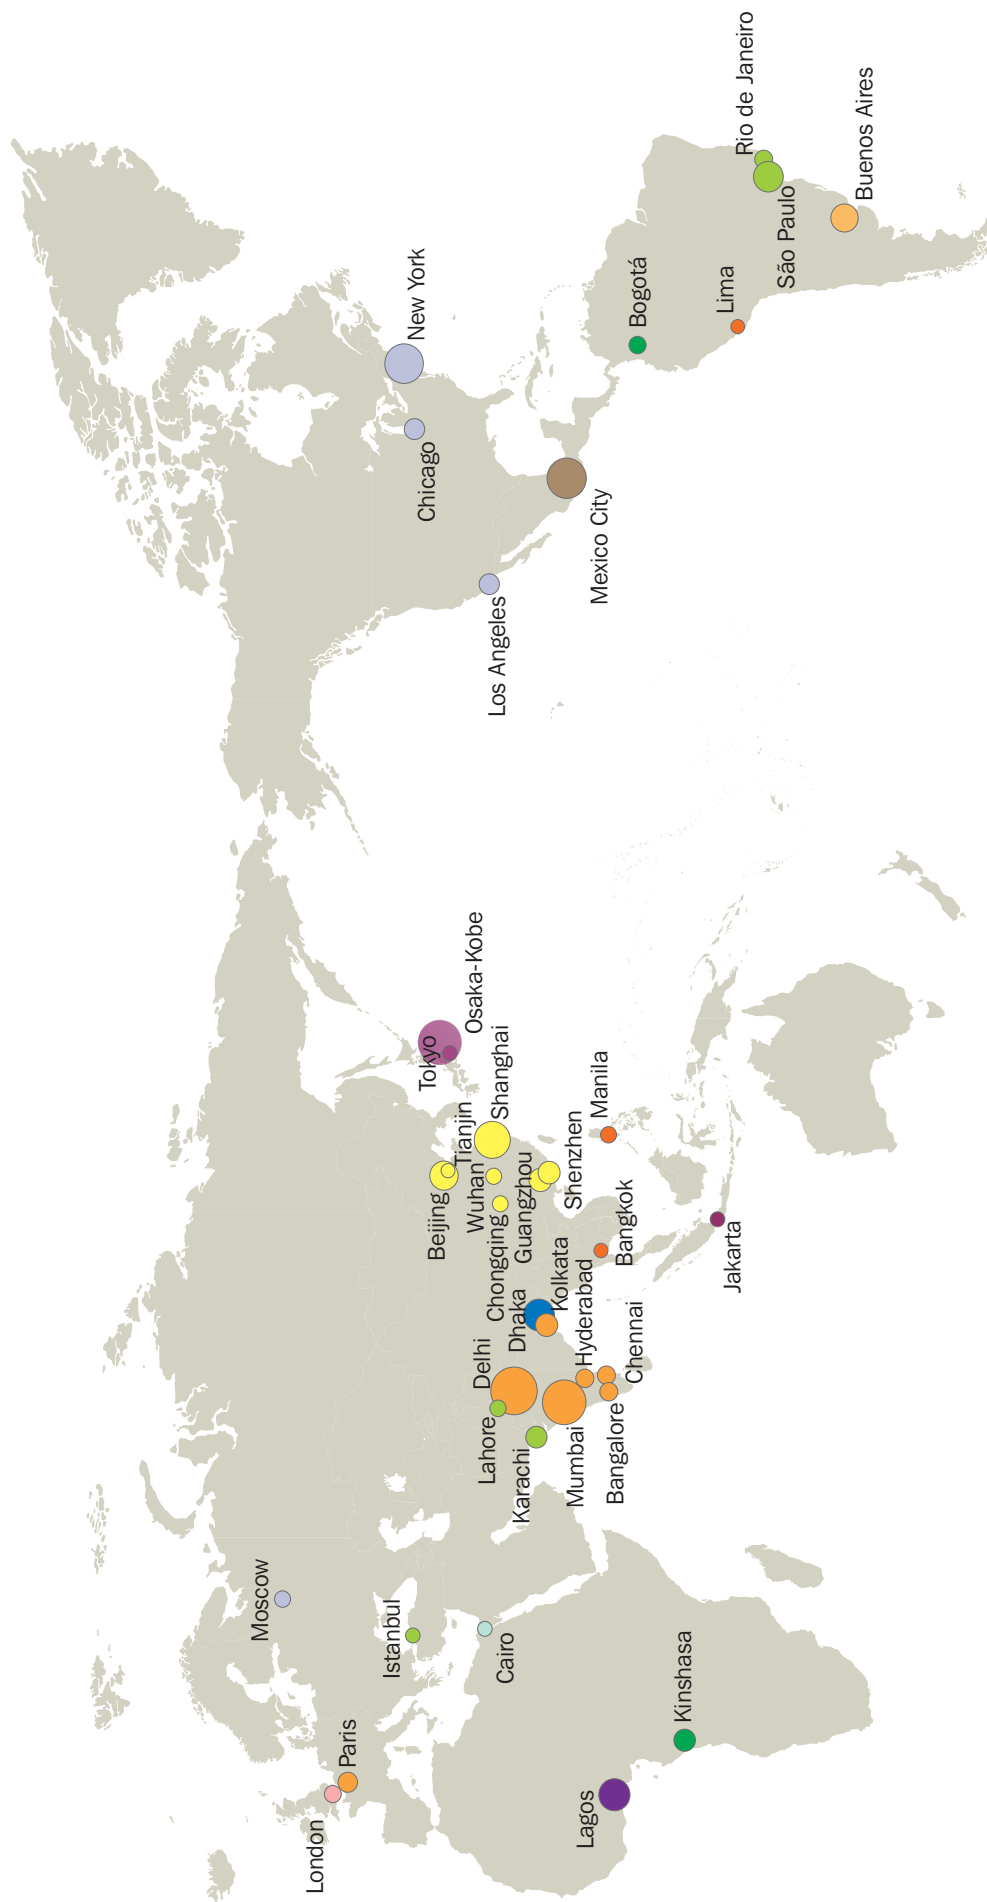 London
Paris
Moscow
Istanbul
Cairo
Lagos
Kinshasa
Lahore
Karachi
Delhi
Mumbai
Bangalore
Hyderabad
Chennai
Dhaka
Kolkata
Chongqing
Wuhan
Beijing
Tianjin
Shanghai
Guangzhou
Shenzhen
Bangkok
Manila
Jakarta
Tokyo
Osaka-Kobe
Los Angeles
Chicago
New York
Mexico City
Bogotá
Lima
São Paulo
Rio de Janeiro
Buenos Aires